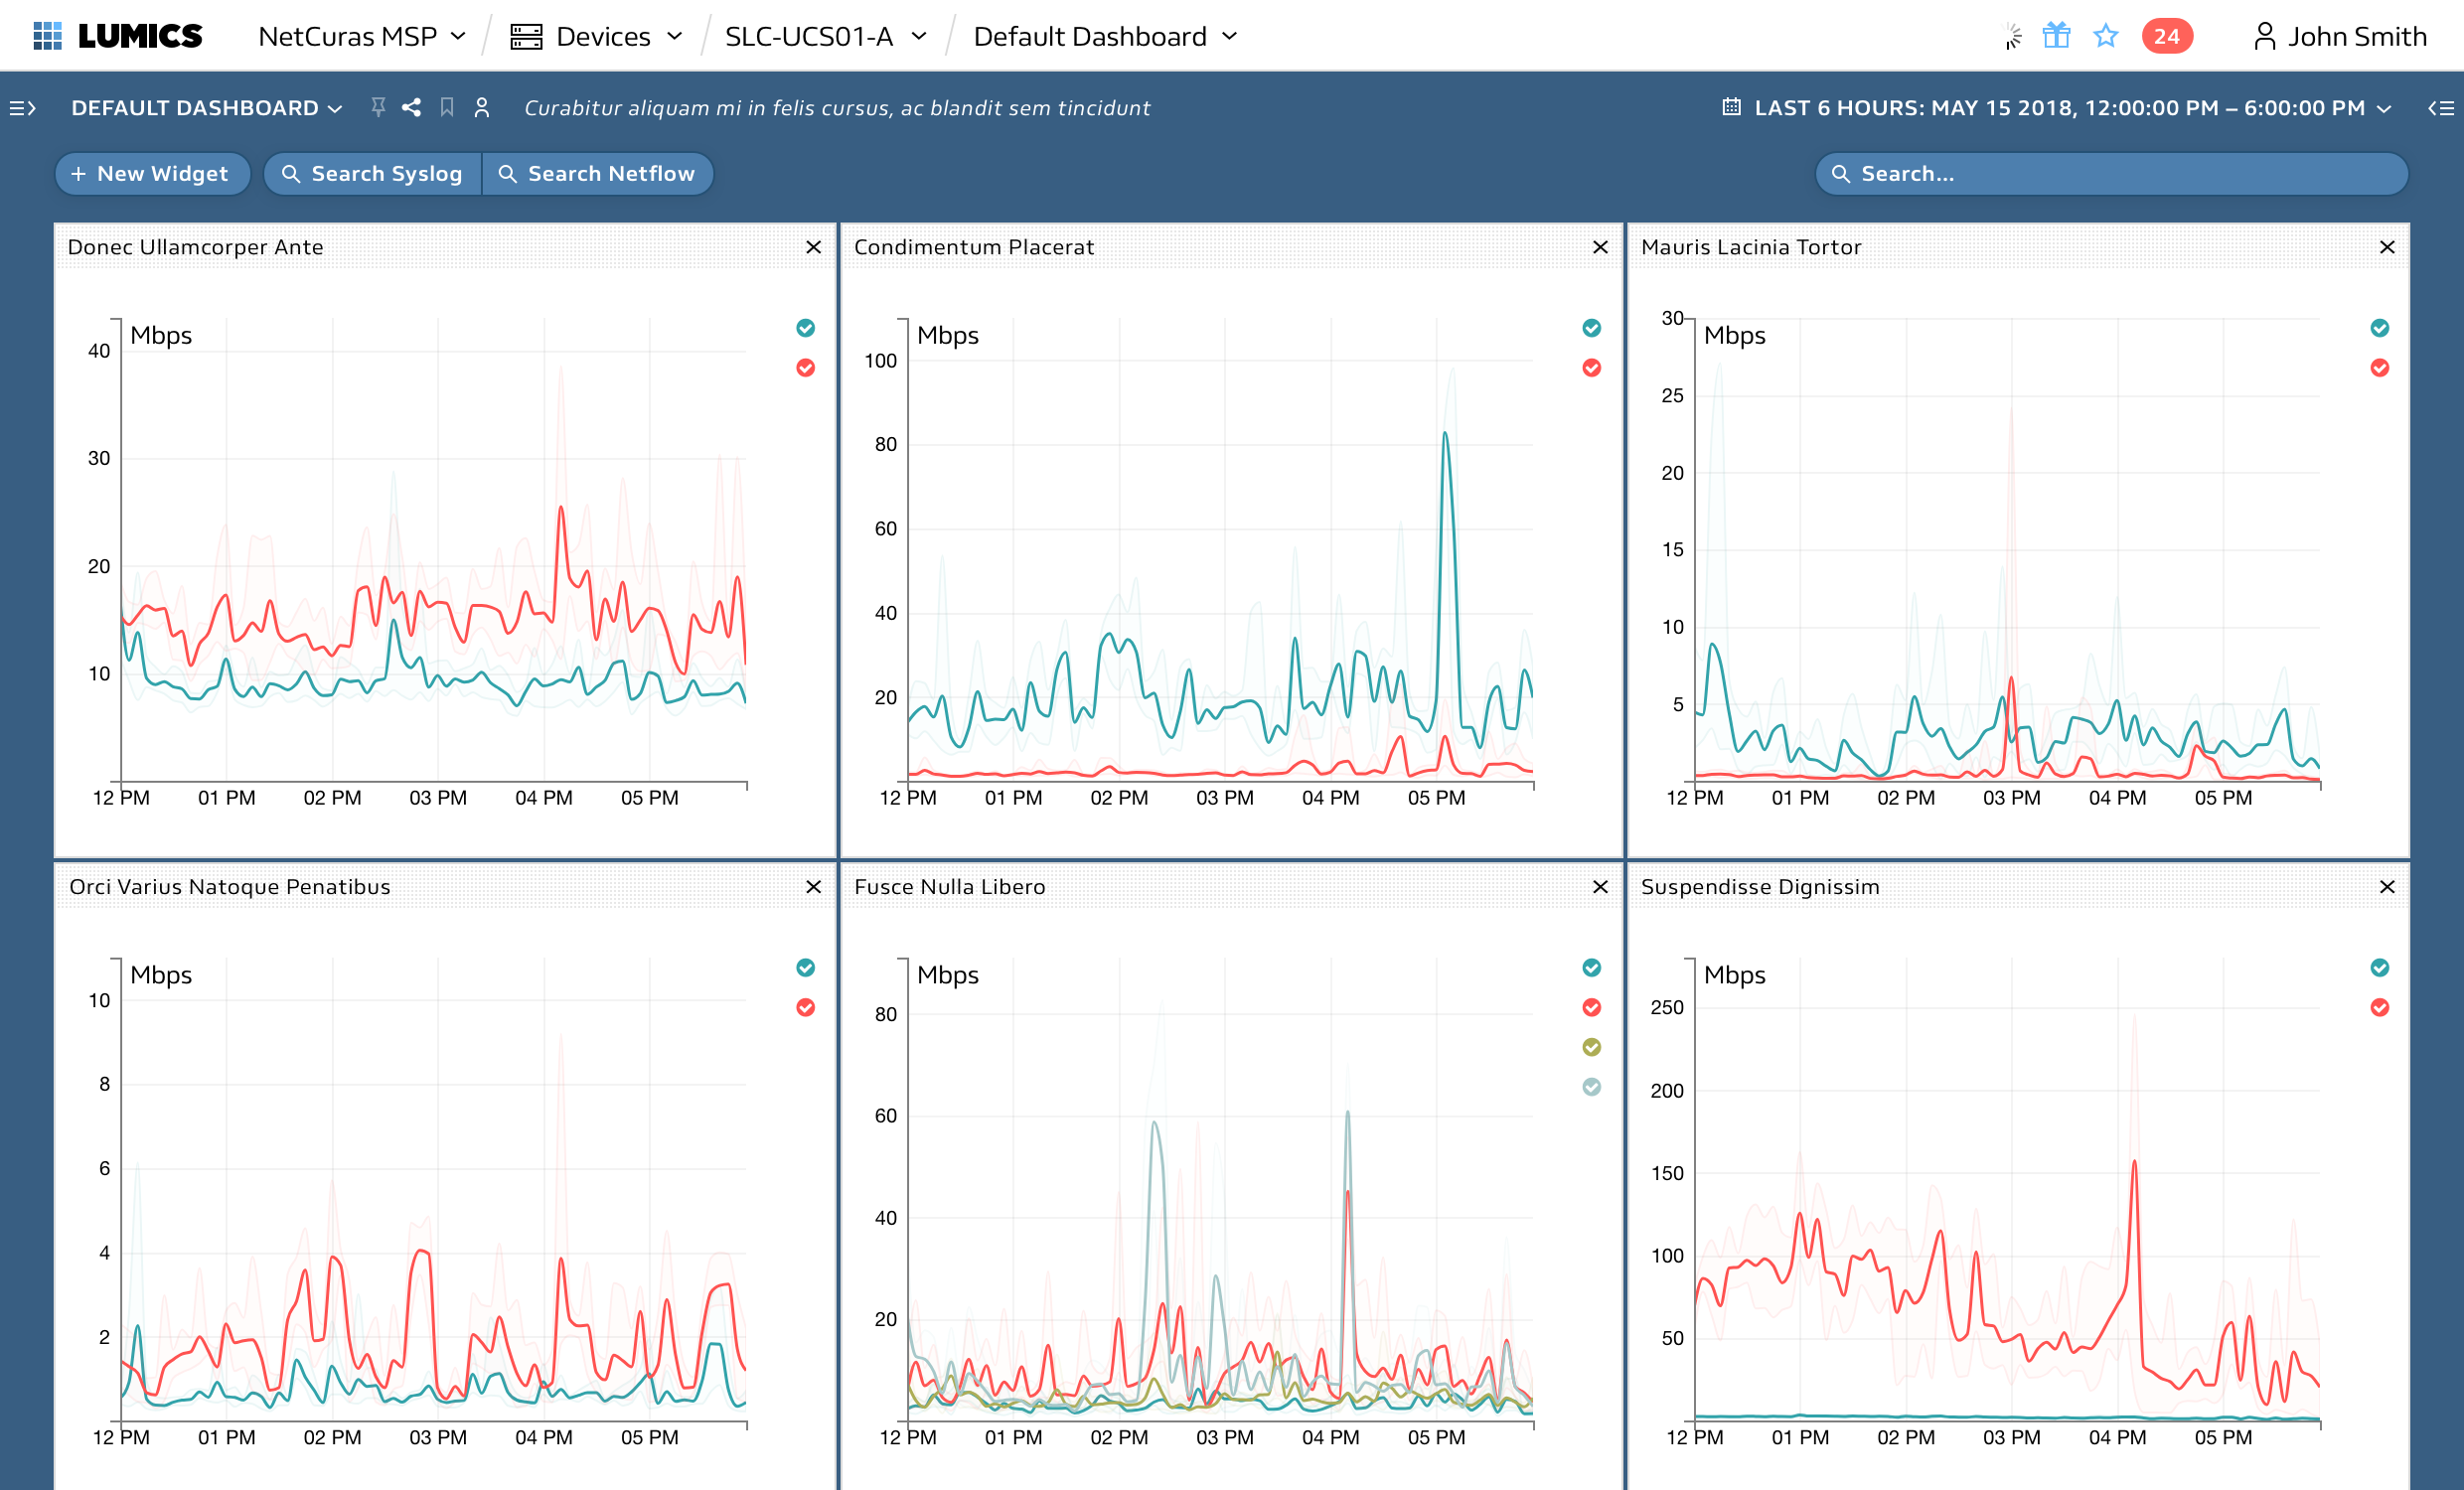 LUMICS NetCuras MSP Devices SLC-UCS01-A Default Dashboard 24 John Smith
DEFAULT DASHBOARD Curabitur aliquam mi in felis cursus, ac blandit sem tincidunt LAST 6 HOURS: MAY 15 2018, 12:00:00 PM – 6:00:00 PM
+ New Widget Search Syslog Search Netflow Search...
Donec Ullamcorper Ante
Mbps
40
30
20
10
12 PM 01 PM 02 PM 03 PM 04 PM 05 PM
Condimentum Placerat
Mbps
100
80
60
40
20
12 PM 01 PM 02 PM 03 PM 04 PM 05 PM
Mauris Lacinia Tortor
30
Mbps
25
20
15
10
5
12 PM 01 PM 02 PM 03 PM 04 PM 05 PM
Orci Varius Natoque Penatibus
Mbps
10
8
6
4
2
12 PM 01 PM 02 PM 03 PM 04 PM 05 PM
Fusce Nulla Libero
Mbps
80
60
40
20
12 PM 01 PM 02 PM 03 PM 04 PM 05 PM
Suspendisse Dignissim
Mbps
250
200
150
100
50
12 PM 01 PM 02 PM 03 PM 04 PM 05 PM